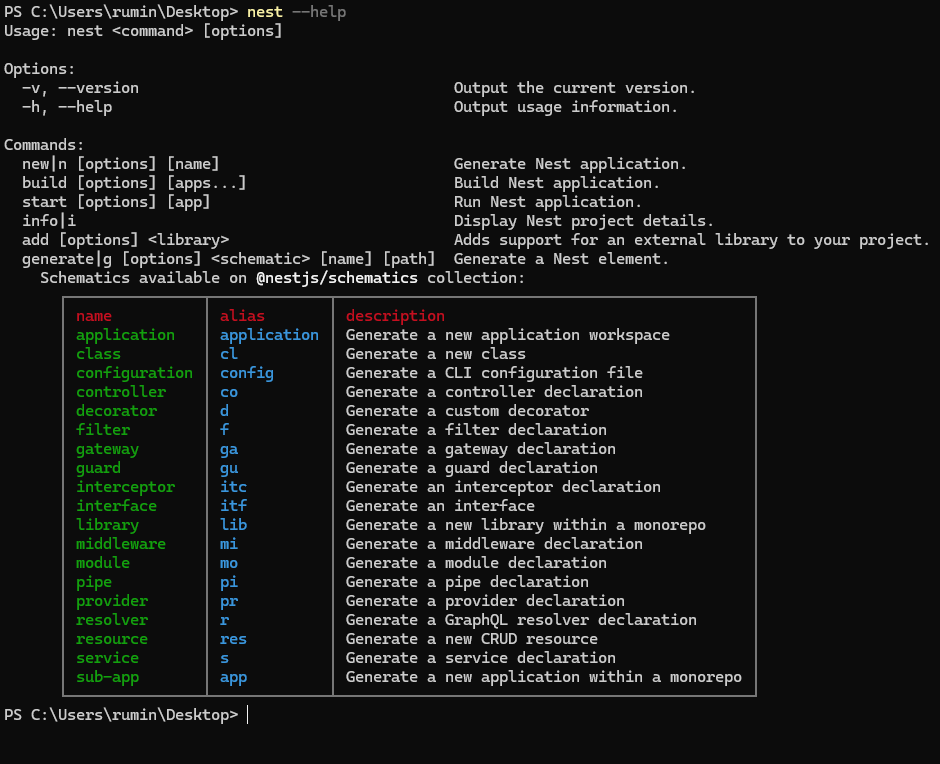 PS C:\Users\rumin\Desktop> nest --help
Usage: nest <command> [options]

Options:
  -v, --version                                   Output the current version.
  -h, --help                                      Output usage information.

Commands:
  new|n [options] [name]                          Generate Nest application.
  build [options] [apps...]                       Build Nest application.
  start [options] [app]                           Run Nest application.
  info|i                                          Display Nest project details.
  add [options] <library>                         Adds support for an external library to your project.
  generate|g [options] <schematic> [name] [path]  Generate a Nest element.
    Schematics available on @nestjs/schematics collection:
name alias description
application application Generate a new application workspace
class cl Generate a new class
configuration config Generate a CLI configuration file
controller co Generate a controller declaration
decorator d Generate a custom decorator
filter f Generate a filter declaration
gateway ga Generate a gateway declaration
guard gu Generate a guard declaration
interceptor itc Generate an interceptor declaration
interface itf Generate an interface
library lib Generate a new library within a monorepo
middleware mi Generate a middleware declaration
module mo Generate a module declaration
pipe pi Generate a pipe declaration
provider pr Generate a provider declaration
resolver r Generate a GraphQL resolver declaration
resource res Generate a new CRUD resource
service s Generate a service declaration
sub-app app Generate a new application within a monorepo
PS C:\Users\rumin\Desktop>